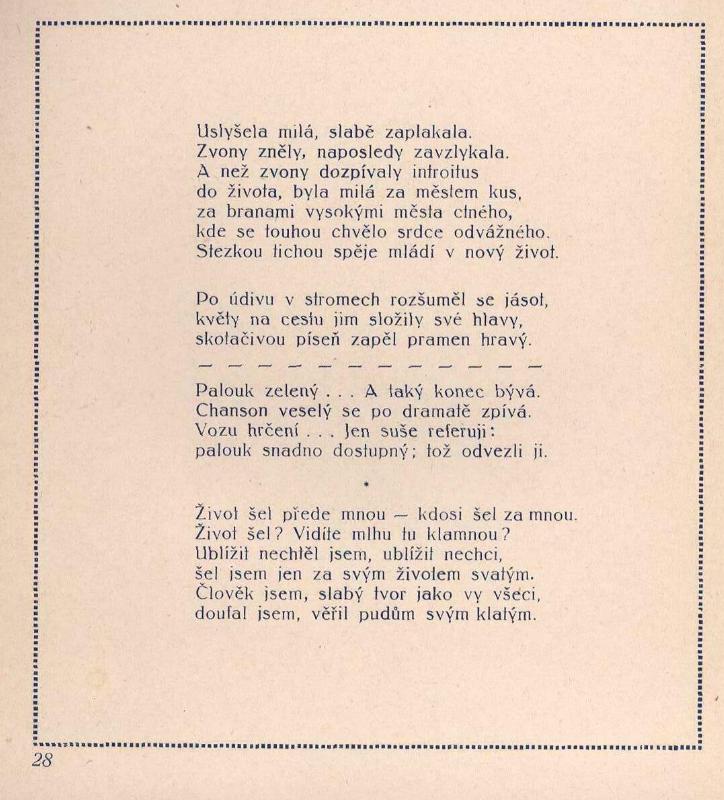 Uslyšela milá, slabě zaplakala.
Zvony zněly, naposledy zavzlykala.
A než zvony dozpívaly introitus
do života, byla milá za městem kus,
za branami vysokými města ctného,
kde se touhou chvělo srdce odvážného.
Stezkou tichou spěje mládí v nový život.
Po údivu v stromech rozšuměl se jásot,
květy na cestu jim složily své hlavy,
skotačivou píseň zapěl pramen hravý.
— — — — — — — — — — — —
Palouk zelený . . . A taký konec bývá.
Chanson veselý se po dramatě zpívá.
Vozu hrčení . . . Jen suše referuji:
palouk snadno dostupný; tož odvezli ji.
*
Život šel přede mnou — kdosi šel za mnou.
Život šel? Vidíte mlhu tu klamnou?
Ublížit nechtěl jsem, ublížit nechci,
šel jsem jen za svým životem svatým.
Člověk jsem, slabý tvor jako vy všeci,
doufal jsem, věřil pudům svým klatým.
28